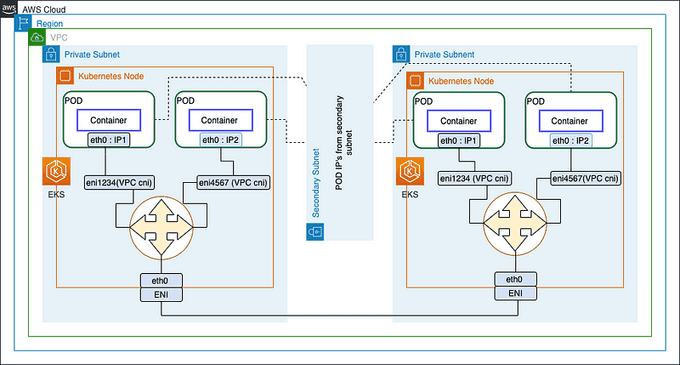 aws
AWS Cloud
Region
VPC
Private Subnet
Kubernetes Node
POD
Container
eth0 : IP1
POD
Container
eth0 : IP2
eni1234(VPC cni)
eni4567 (VPC cni)
EKS
eth0
ENI
Secondary Subnet
POD IP's from secondary
subnet
Private Subnent
Kubernetes Node
POD
Container
eth0 : IP1
POD
Container
eth0 : IP2
eni1234 (VPC cni)
eni4567(VPC cni)
EKS
eth0
ENI